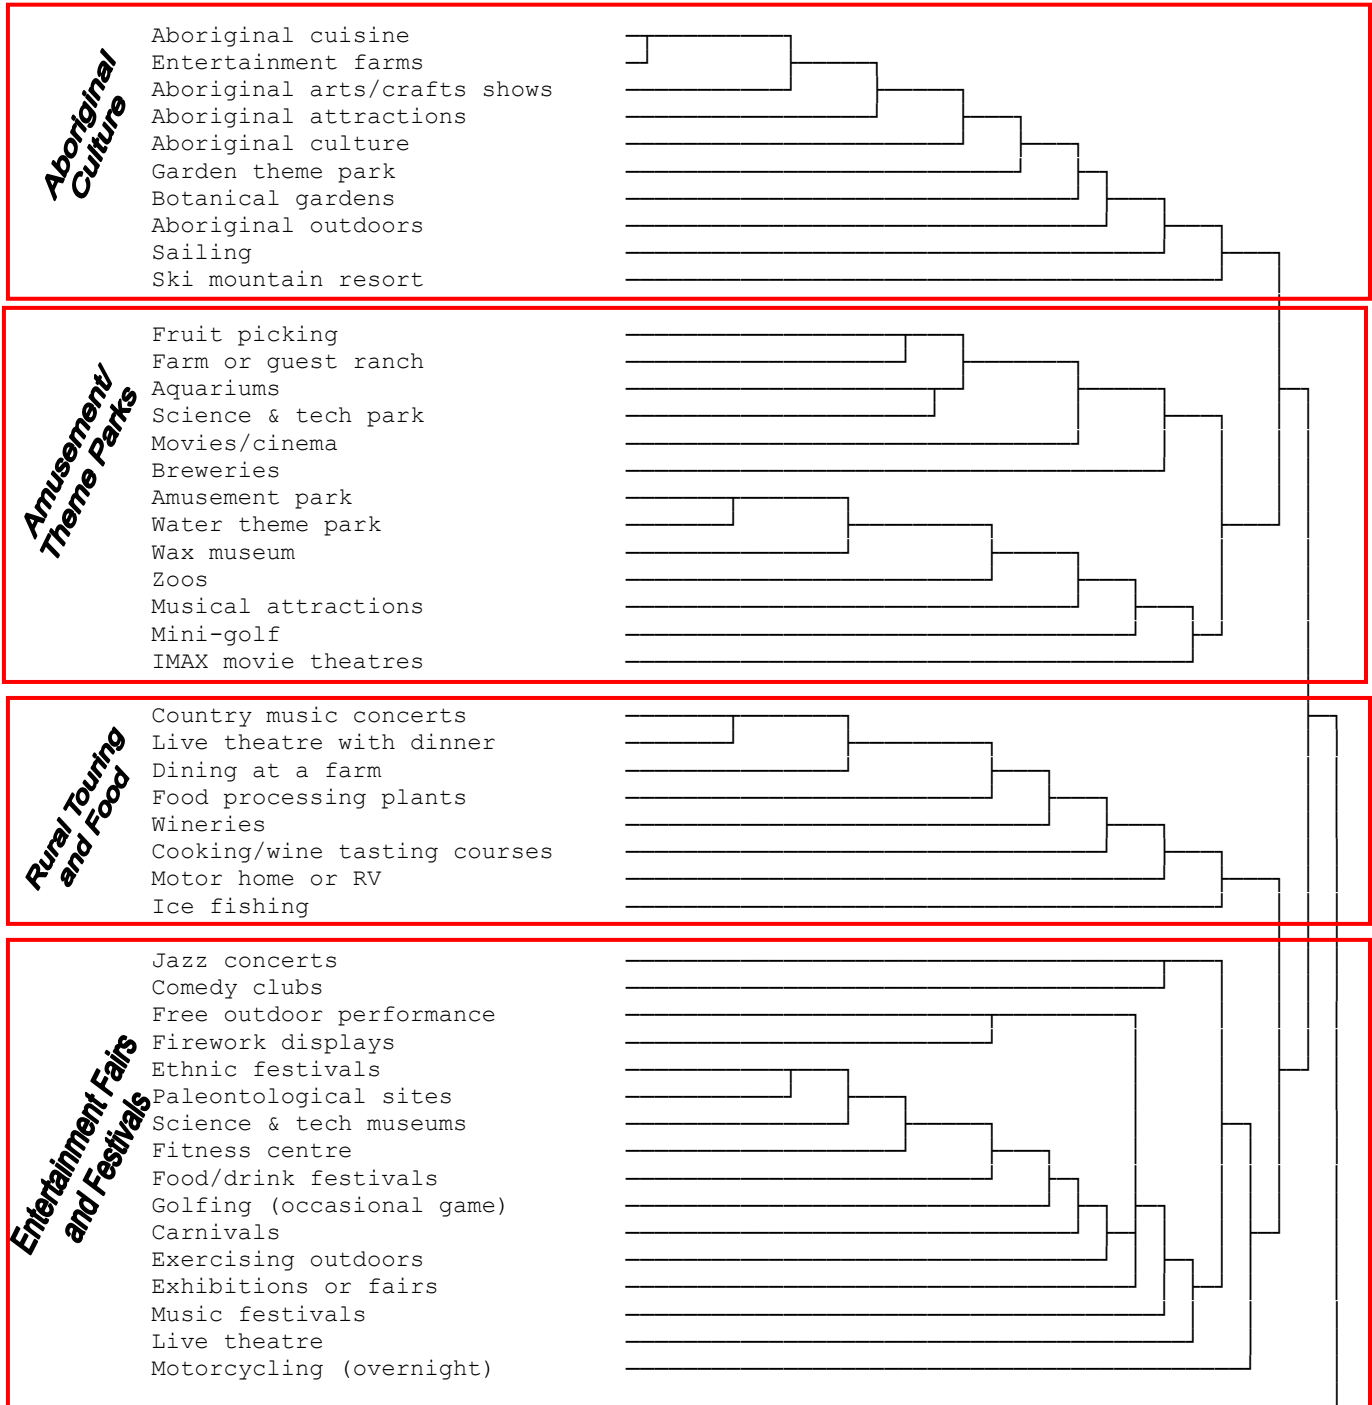 Aboriginal
Culture
Aboriginal cuisine
Entertainment farms
Aboriginal arts/crafts shows
Aboriginal attractions
Aboriginal culture
Garden theme park
Botanical gardens
Aboriginal outdoors
Sailing
Ski mountain resort
Amusement/
Theme Parks
Fruit picking
Farm or guest ranch
Aquariums
Science & tech park
Movies/cinema
Breweries
Amusement park
Water theme park
Wax museum
Zoos
Musical attractions
Mini-golf
IMAX movie theatres
Rural Touring
and Food
Country music concerts
Live theatre with dinner
Dining at a farm
Food processing plants
Wineries
Cooking/wine tasting courses
Motor home or RV
Ice fishing
Entertainment Fairs
and Festivals
Jazz concerts
Comedy clubs
Free outdoor performance
Firework displays
Ethnic festivals
Paleontological sites
Science & tech museums
Fitness centre
Food/drink festivals
Golfing (occasional game)
Carnivals
Exercising outdoors
Exhibitions or fairs
Music festivals
Live theatre
Motorcycling (overnight)